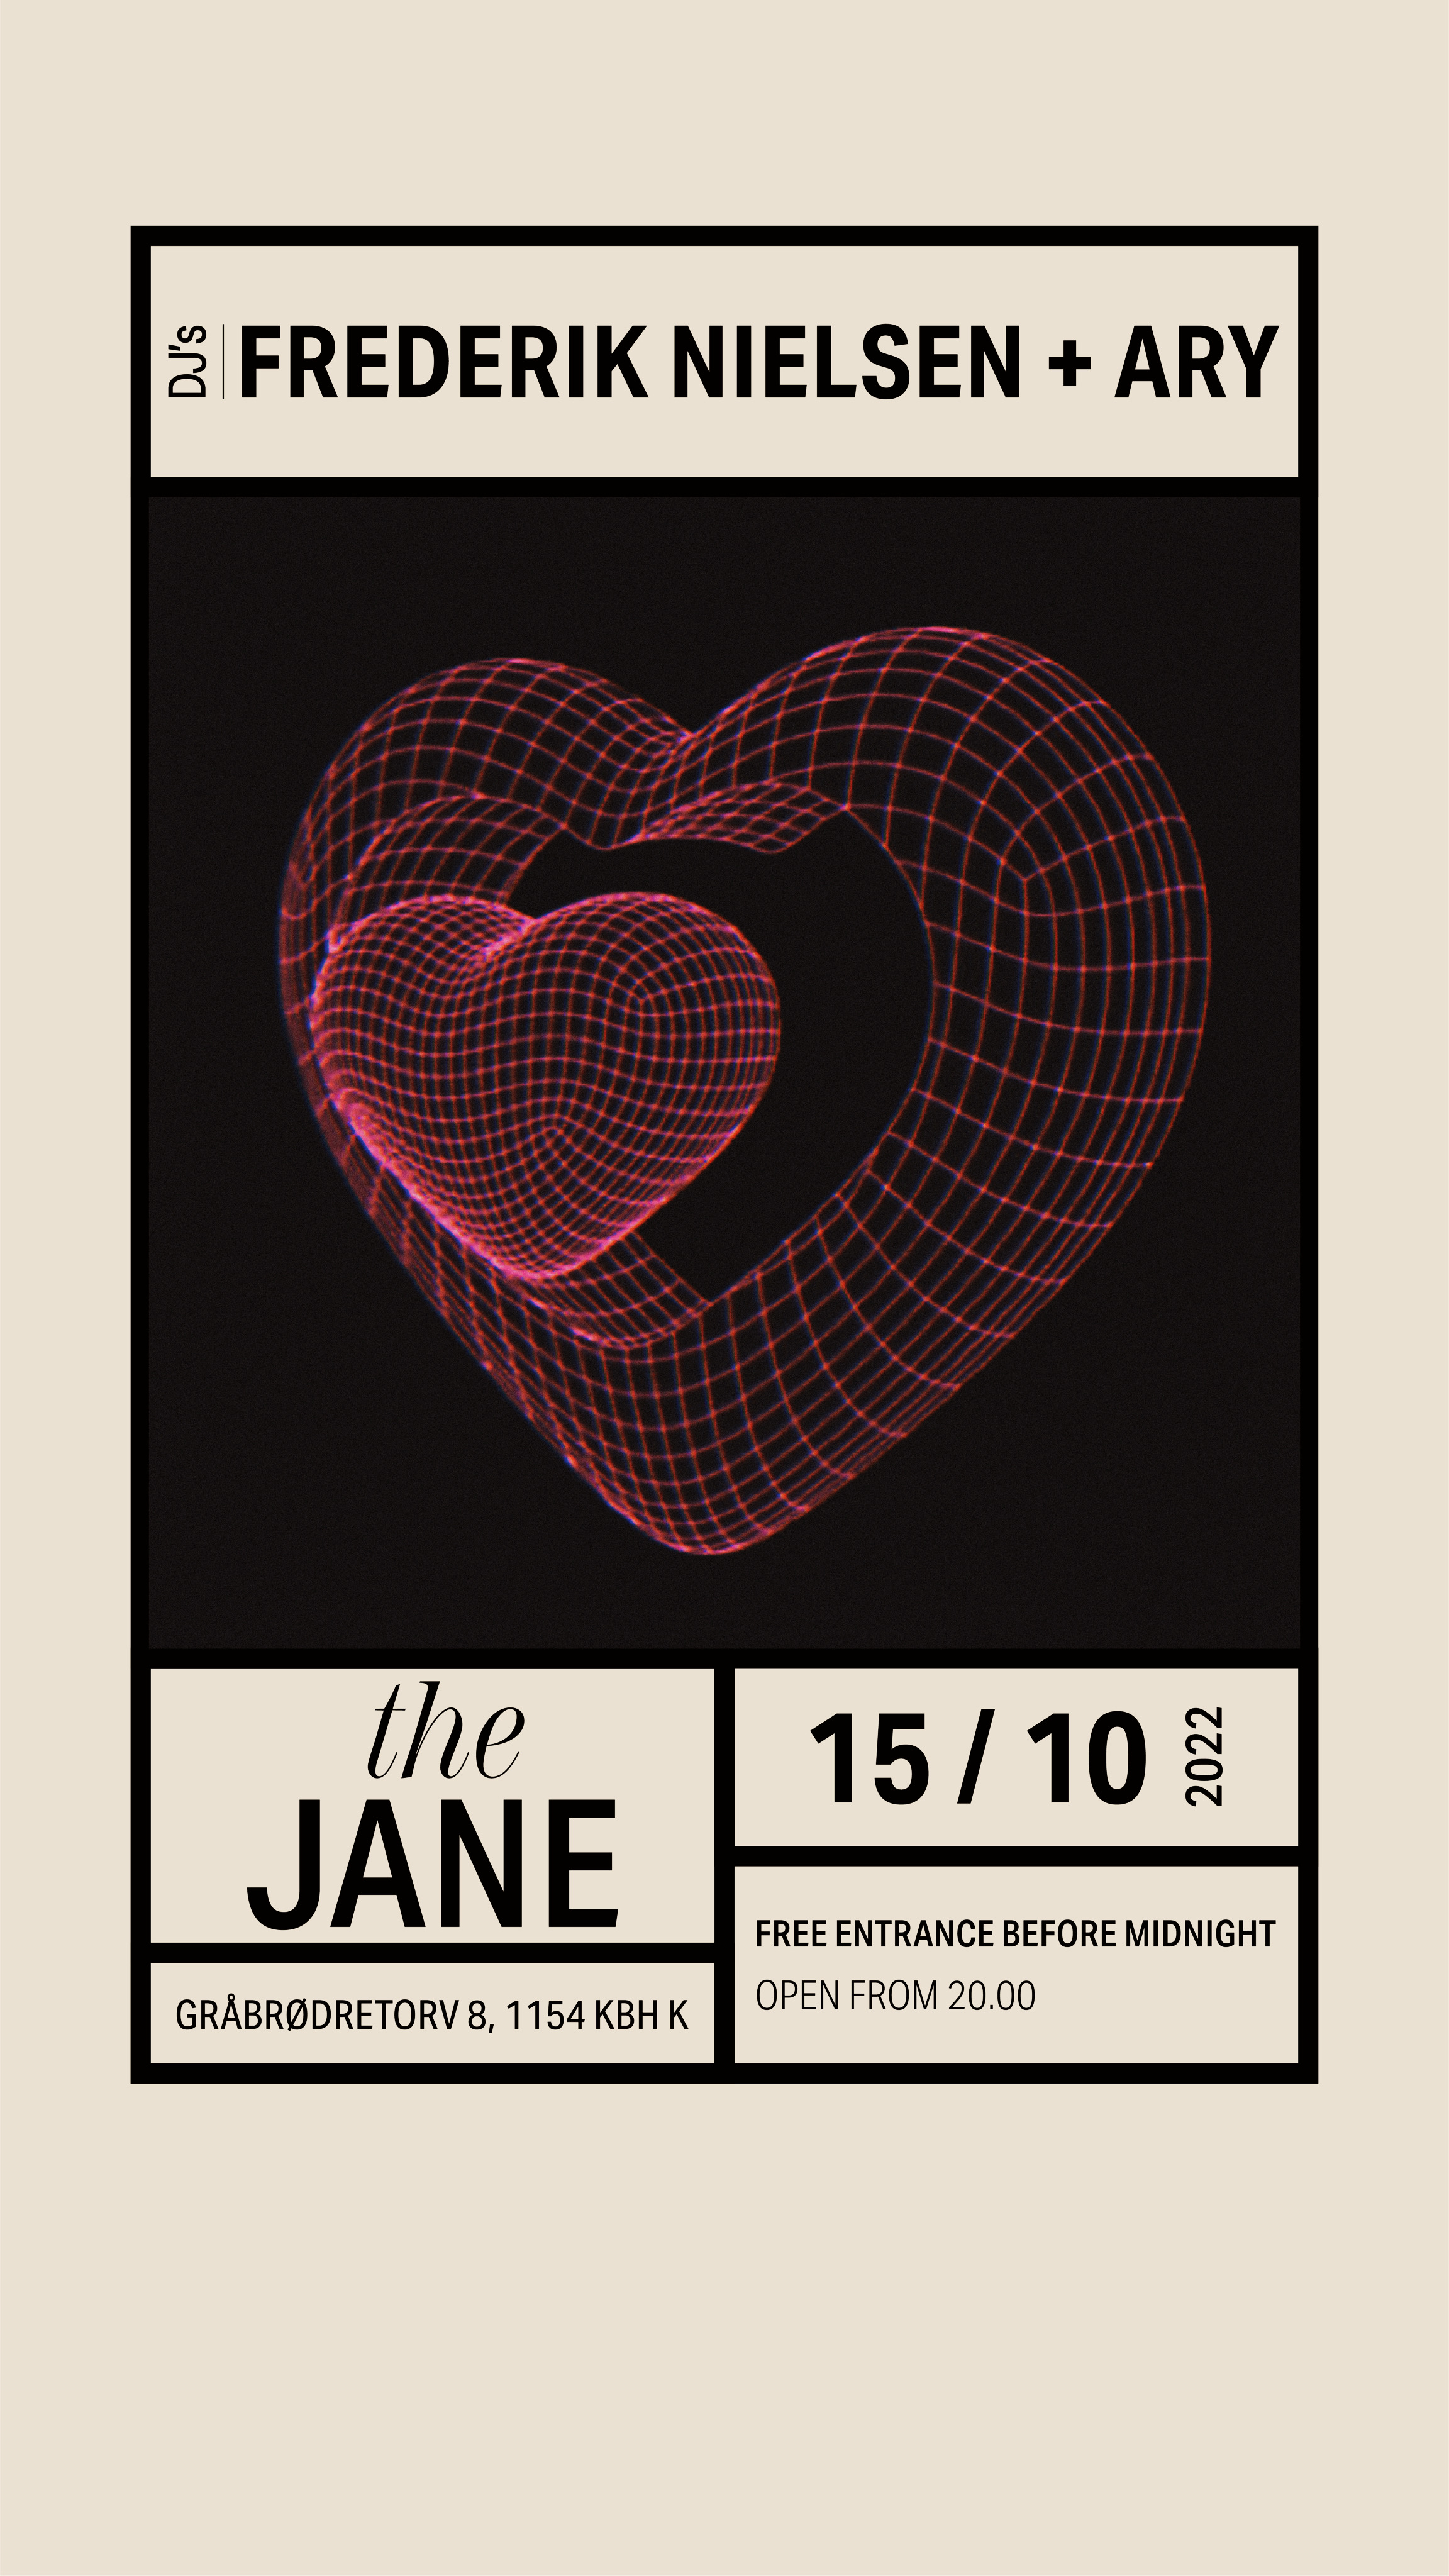 DJ's
FREDERIK NIELSEN + ARY
the
JANE
GRÅBRØDRETORV 8, 1154 KBH K
15 / 10
2022
FREE ENTRANCE BEFORE MIDNIGHT
OPEN FROM 20.00